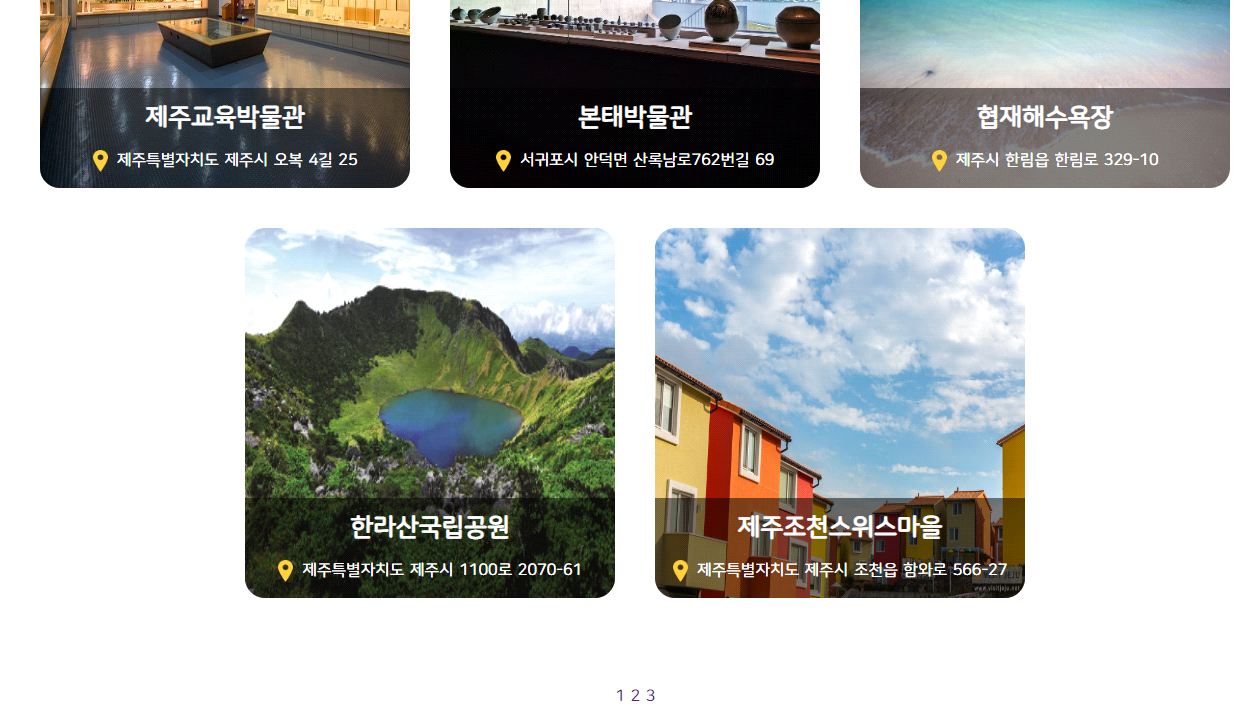 제주교육박물관
제주특별자치도 제주시 오복 4길 25
본태박물관
서귀포시 안덕면 산록남로762번길 69
협재해수욕장
제주시 한림읍 한림로 329-10
한라산국립공원
제주특별자치도 제주시 1100로 2070-61
제주조천스위스마을
제주특별자치도 제주시 조천읍 함와로 566-27
www.visitjeju.net
1 2 3